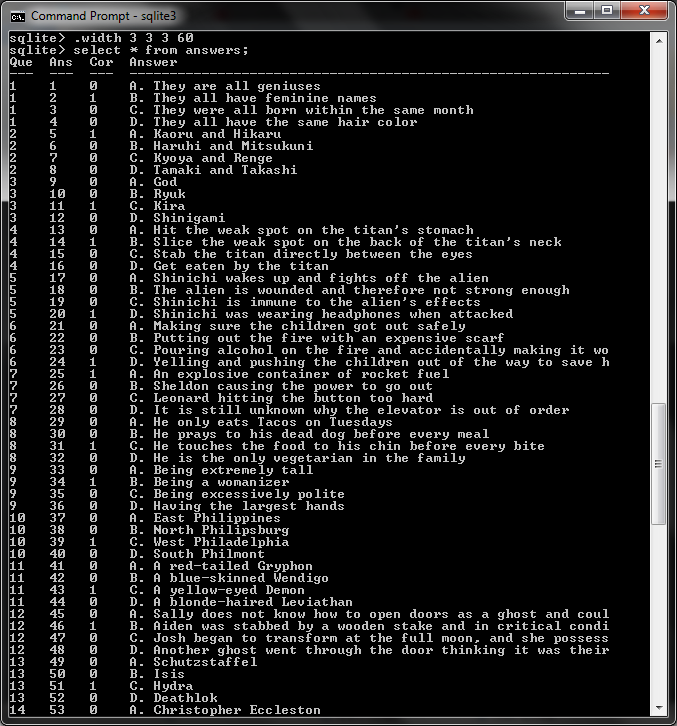 Command Prompt - sqlite3
sqlite> .width 3 3 3 60
sqlite> select * from answers;
Que  Ans  Cor  Answer
---  ---  ---  ------------------------------------------------------------
1    1    0    A. They are all geniuses
1    2    1    B. They all have feminine names
1    3    0    C. They were all born within the same month
1    4    0    D. They all have the same hair color
2    5    1    A. Kaoru and Hikaru
2    6    0    B. Haruhi and Mitsukuni
2    7    0    C. Kyoya and Renge
2    8    0    D. Tamaki and Takashi
3    9    0    A. God
3    10   0    B. Ryuk
3    11   1    C. Kira
3    12   0    D. Shinigami
4    13   0    A. Hit the weak spot on the titan's stomach
4    14   1    B. Slice the weak spot on the back of the titan's neck
4    15   0    C. Stab the titan directly between the eyes
4    16   0    D. Get eaten by the titan
5    17   0    A. Shinichi wakes up and fights off the alien
5    18   0    B. The alien is wounded and therefore not strong enough
5    19   0    C. Shinichi is immune to the alien's effects
5    20   1    D. Shinichi was wearing headphones when attacked
6    21   0    A. Making sure the children got out safely
6    22   0    B. Putting out the fire with an expensive scarf
6    23   0    C. Pouring alcohol on the fire and accidentally making it wo
6    24   1    D. Yelling and pushing the children out of the way to save h
7    25   1    A. An explosive container of rocket fuel
7    26   0    B. Sheldon causing the power to go out
7    27   0    C. Leonard hitting the button too hard
7    28   0    D. It is still unknown why the elevator is out of order
8    29   0    A. He only eats Tacos on Tuesdays
8    30   0    B. He prays to his dead dog before every meal
8    31   1    C. He touches the food to his chin before every bite
8    32   0    D. He is the only vegetarian in the family
9    33   0    A. Being extremely tall
9    34   1    B. Being a womanizer
9    35   0    C. Being excessively polite
9    36   0    D. Having the largest hands
10   37   0    A. East Philippines
10   38   0    B. North Philipsburg
10   39   1    C. West Philadelphia
10   40   0    D. South Philmont
11   41   0    A. A red-tailed Gryphon
11   42   0    B. A blue-skinned Wendigo
11   43   1    C. A yellow-eyed Demon
11   44   0    D. A blonde-haired Leviathan
12   45   0    A. Sally does not know how to open doors as a ghost and coul
12   46   1    B. Aiden was stabbed by a wooden stake and in critical condi
12   47   0    C. Josh began to transform at the full moon, and she possess
12   48   0    D. Another ghost went through the door thinking it was their
13   49   0    A. Schutzstaffel
13   50   0    B. Isis
13   51   1    C. Hydra
13   52   0    D. Deathlok
14   53   0    A. Christopher Eccleston